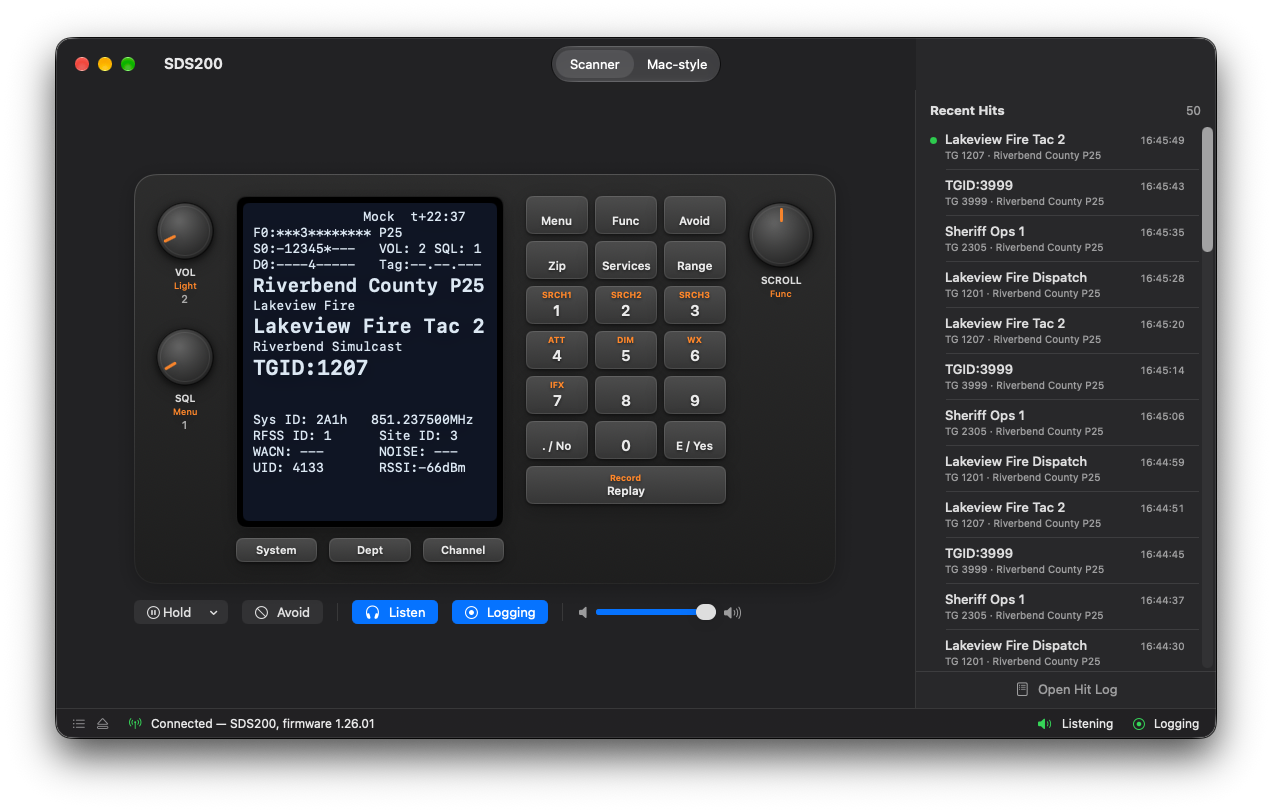 SDS200
Scanner
Mac-style
Mock t+22:37
F0:***3******** P25
S0:-12345*--- VOL: 2 SQL: 1
D0:----4----- Tag:--.--.---
Riverbend County P25
Lakeview Fire
Lakeview Fire Tac 2
Riverbend Simulcast
TGID:1207
Sys ID: 2A1h 851.237500MHz
RFSS ID: 1 Site ID: 3
WACN: --- NOISE: ---
UID: 4133 RSSI:-66dBm
VOL
Light
2
SQL
Menu
1
System
Dept
Channel
Menu
Func
Avoid
Zip
Services
Range
SRCH1
1
SRCH2
2
SRCH3
3
ATT
4
DIM
5
WX
6
IFX
7
8
9
. / No
0
E / Yes
Record
Replay
SCROLL
Func
Hold
Avoid
Listen
Logging
Recent Hits 50
Lakeview Fire Tac 2 16:45:49
TG 1207 · Riverbend County P25
TGID:3999 16:45:43
TG 3999 · Riverbend County P25
Sheriff Ops 1 16:45:35
TG 2305 · Riverbend County P25
Lakeview Fire Dispatch 16:45:28
TG 1201 · Riverbend County P25
Lakeview Fire Tac 2 16:45:20
TG 1207 · Riverbend County P25
TGID:3999 16:45:14
TG 3999 · Riverbend County P25
Sheriff Ops 1 16:45:06
TG 2305 · Riverbend County P25
Lakeview Fire Dispatch 16:44:59
TG 1201 · Riverbend County P25
Lakeview Fire Tac 2 16:44:51
TG 1207 · Riverbend County P25
TGID:3999 16:44:45
TG 3999 · Riverbend County P25
Sheriff Ops 1 16:44:37
TG 2305 · Riverbend County P25
Lakeview Fire Dispatch 16:44:30
TG 1201 · Riverbend County P25
Open Hit Log
Connected — SDS200, firmware 1.26.01
Listening
Logging